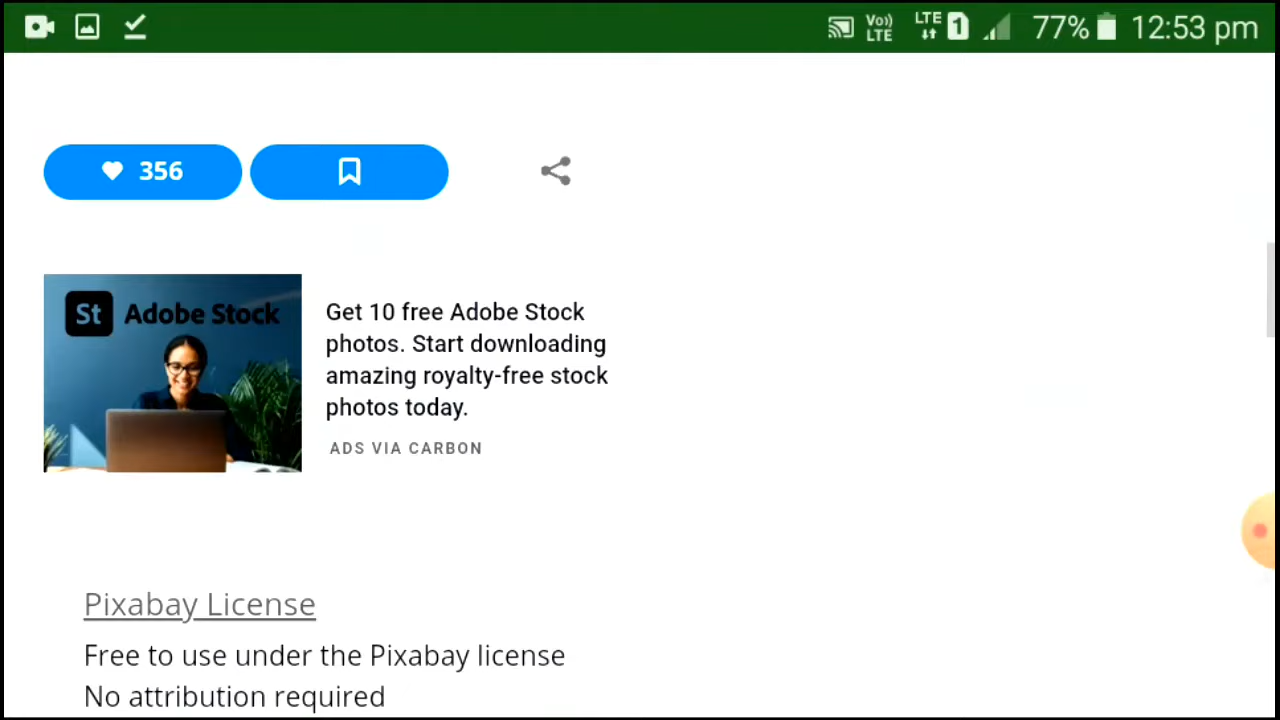 Vo)) LTE LTE 1 77% 12:53 pm
356
St Adobe Stock
Get 10 free Adobe Stock
photos. Start downloading
amazing royalty-free stock
photos today.
ADS VIA CARBON
Pixabay License
Free to use under the Pixabay license
No attribution required